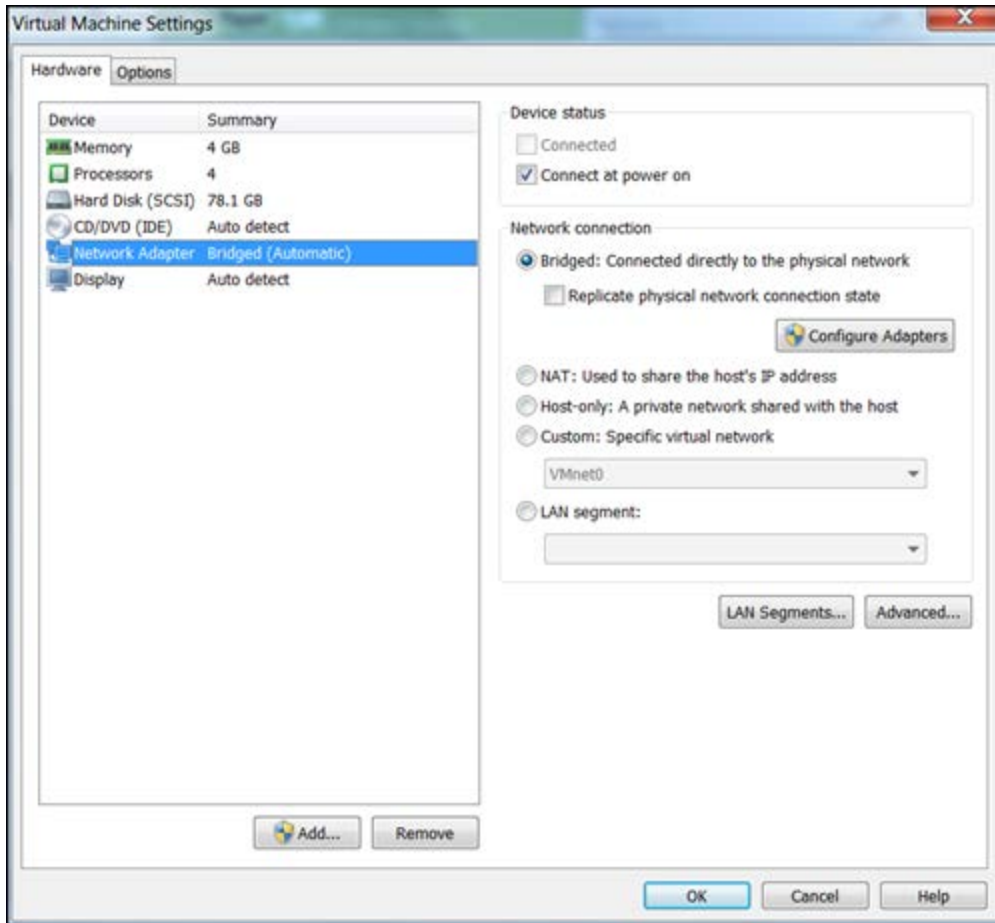 Virtual Machine Settings
Hardware Options
Device Summary
Memory 4 GB
Processors 4
Hard Disk (SCSI) 78.1 GB
CD/DVD (IDE) Auto detect
Network Adapter Bridged (Automatic)
Display Auto detect
Add... Remove
Device status
Connected
Connect at power on
Network connection
Bridged: Connected directly to the physical network
Replicate physical network connection state
Configure Adapters
NAT: Used to share the host's IP address
Host-only: A private network shared with the host
Custom: Specific virtual network
VMnet0
LAN segment:
LAN Segments... Advanced...
OK Cancel Help